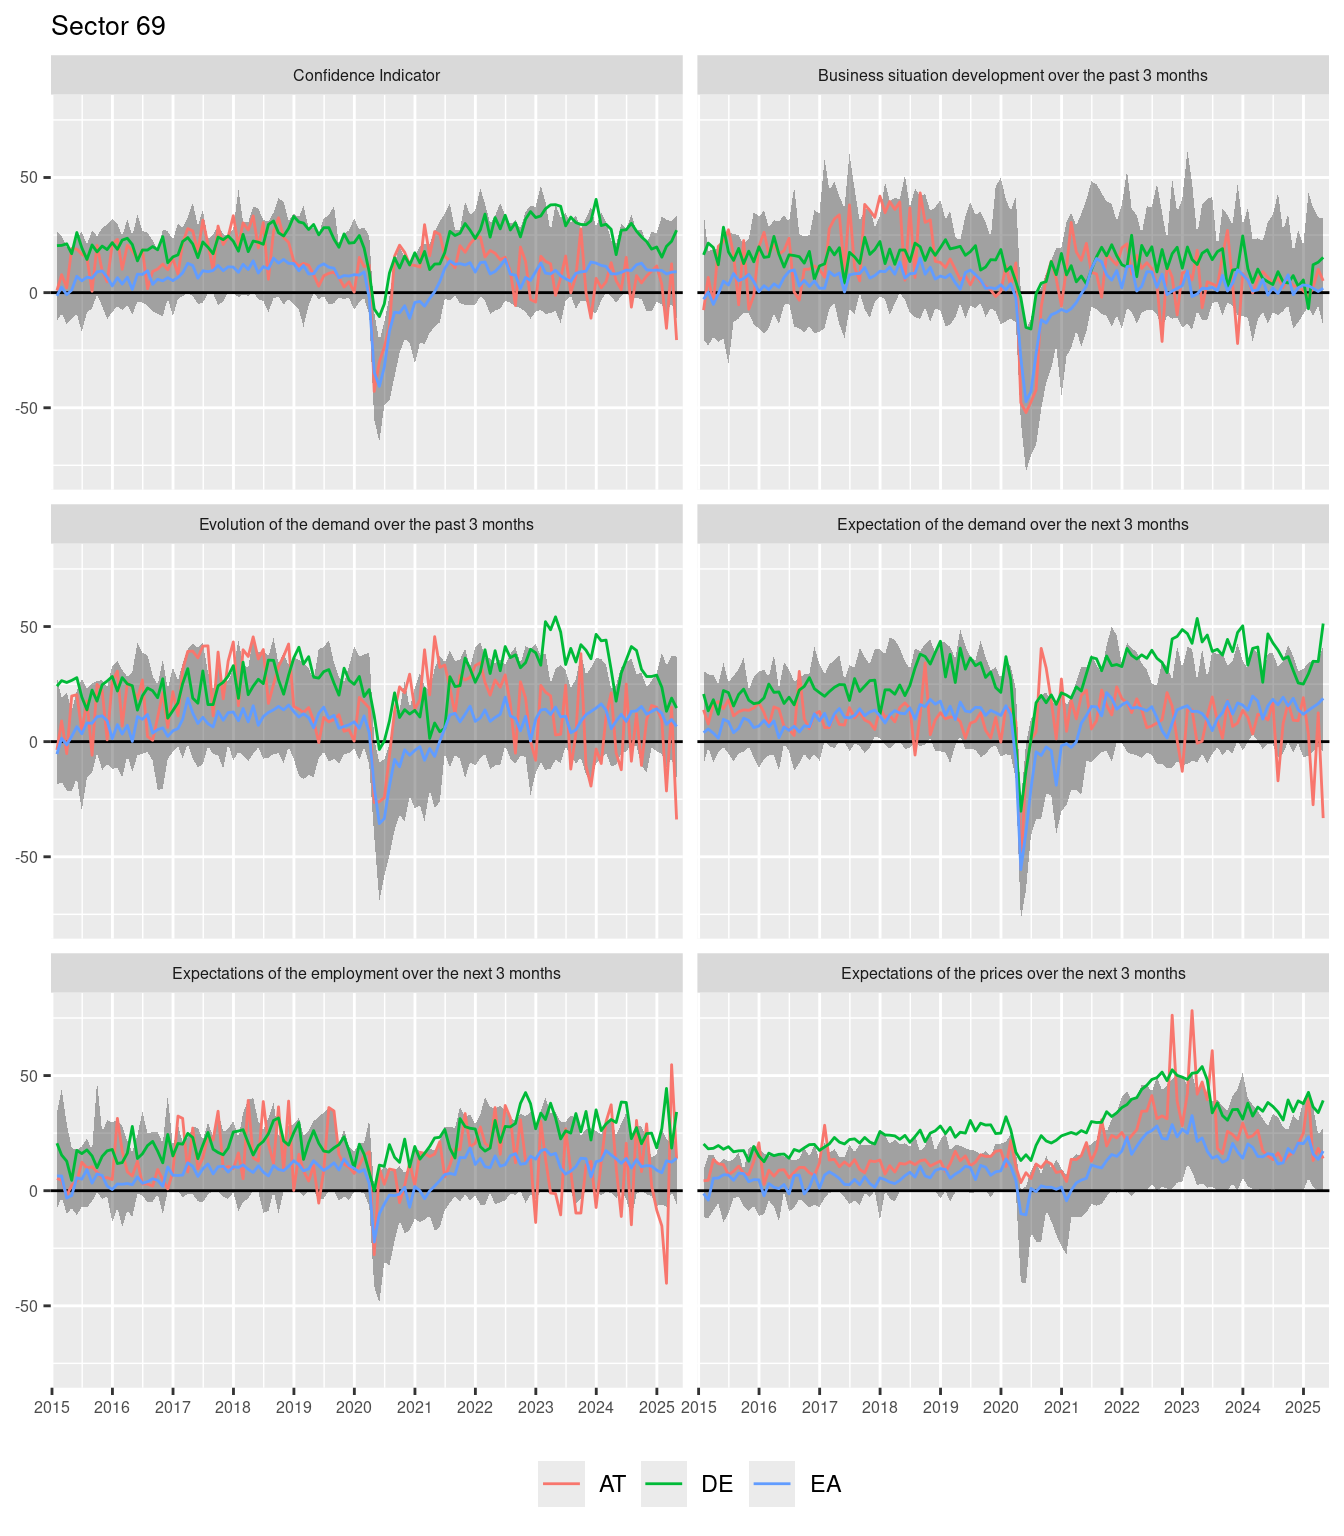 Sector 69
Confidence Indicator
Business situation development over the past 3 months
50
0
-50
Evolution of the demand over the past 3 months
Expectation of the demand over the next 3 months
50
0
-50
Expectations of the employment over the next 3 months
Expectations of the prices over the next 3 months
50
0
-50
2015 2016 2017 2018 2019 2020 2021 2022 2023 2024 2025 2015 2016 2017 2018 2019 2020 2021 2022 2023 2024 2025
AT DE EA